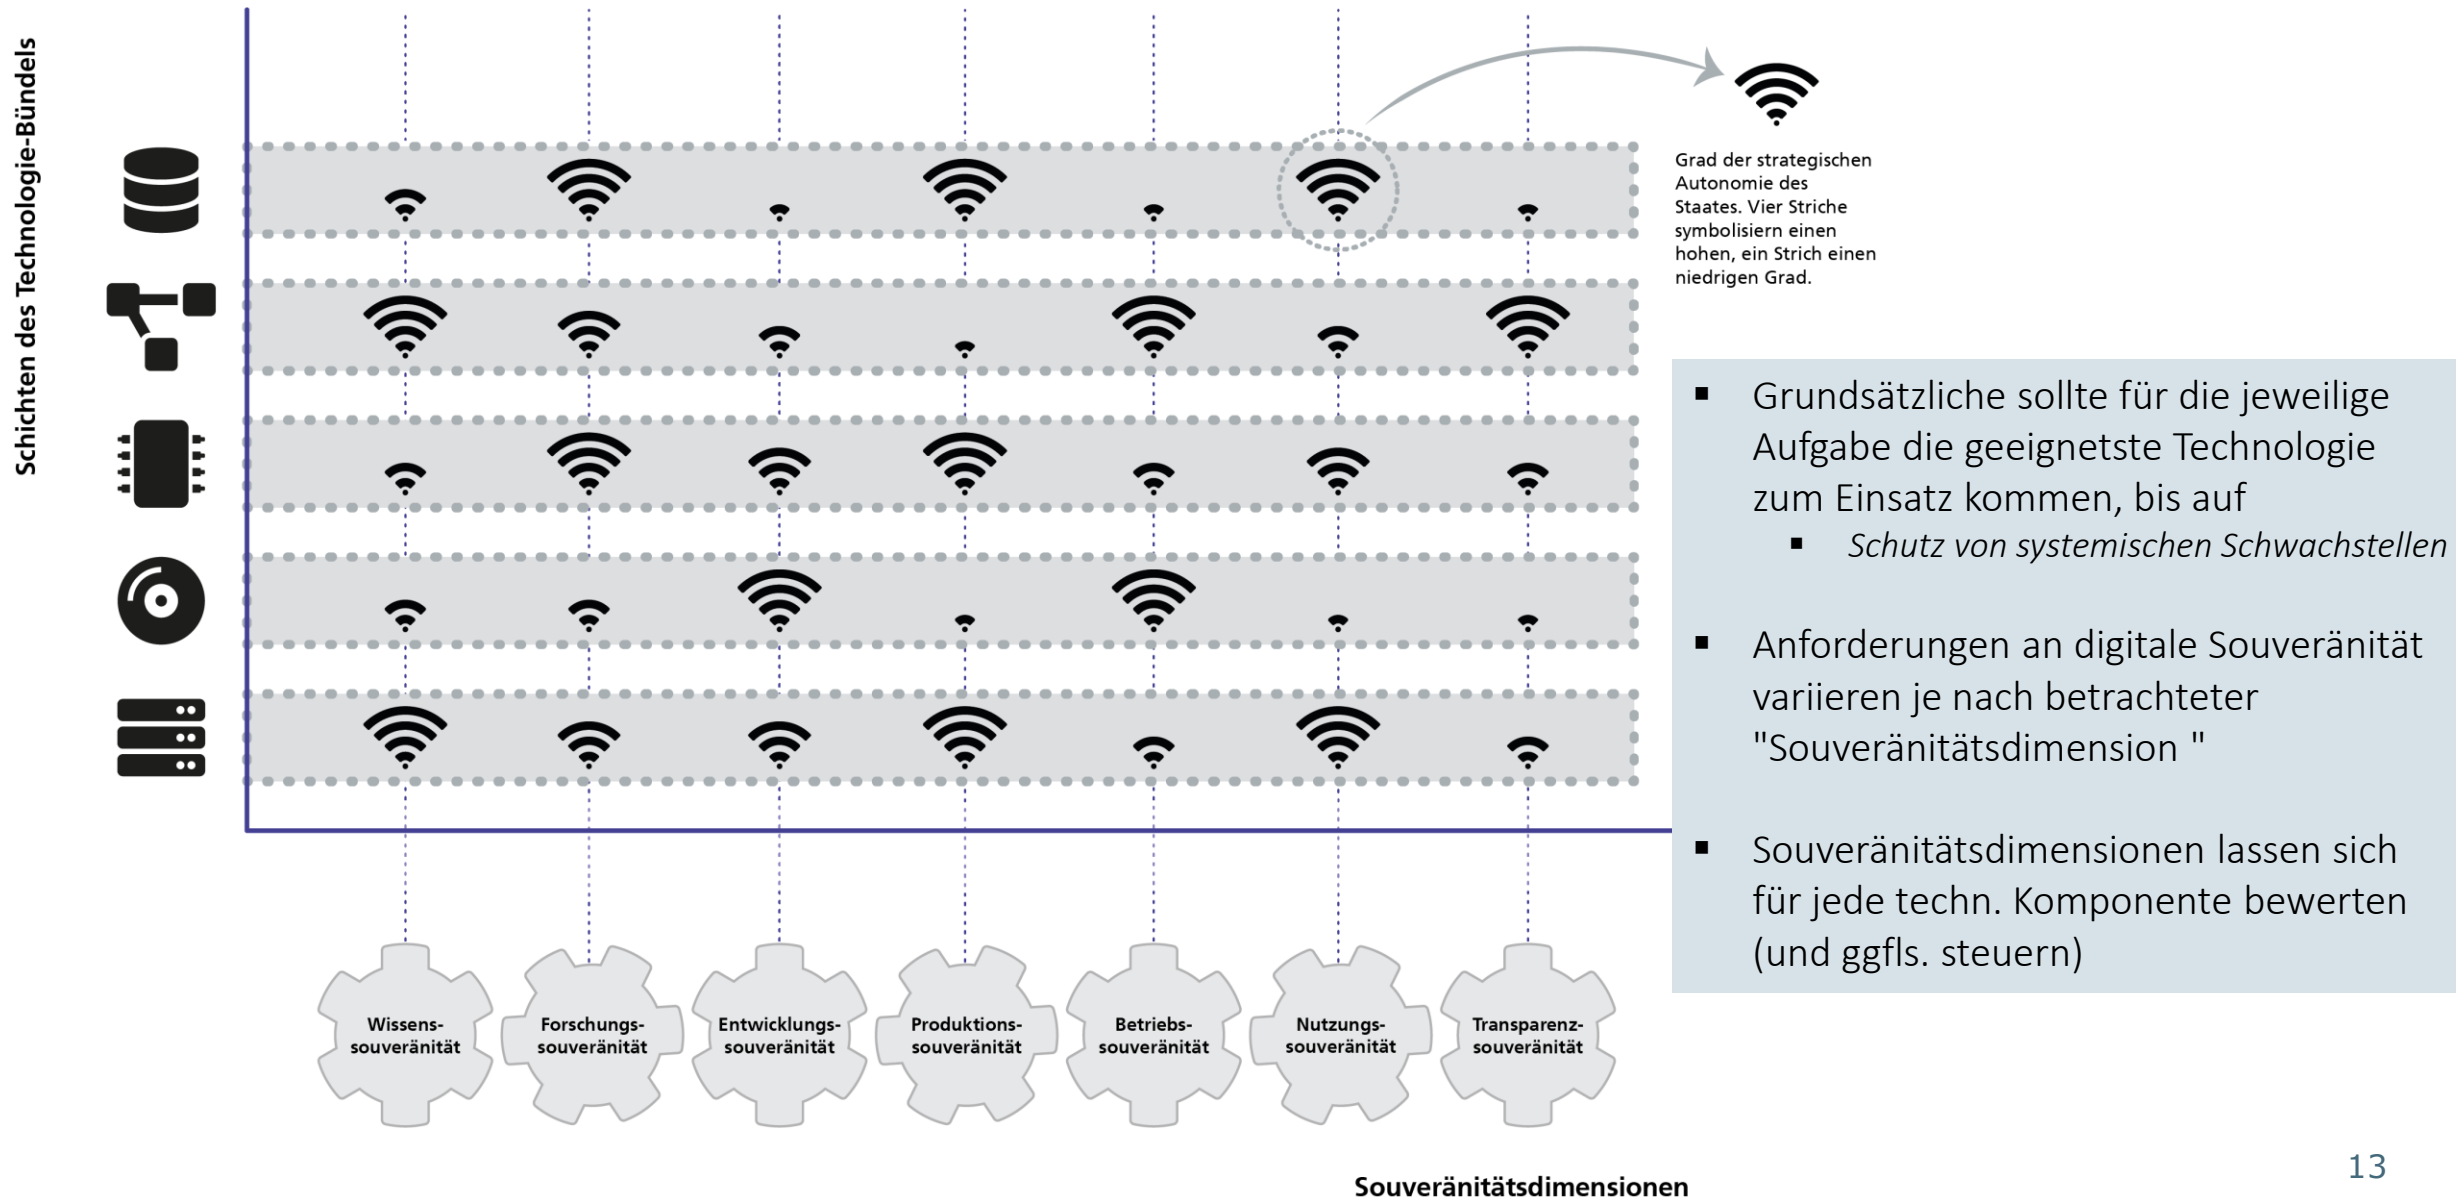 Schichten des Technologie-Bündels
Grad der strategischen
Autonomie des
Staates. Vier Striche
symbolisiern einen
hohen, ein Strich einen
niedrigen Grad.
▪ Grundsätzliche sollte für die jeweilige
Aufgabe die geeignetste Technologie
zum Einsatz kommen, bis auf
▪ Schutz von systemischen Schwachstellen
▪ Anforderungen an digitale Souveränität
variieren je nach betrachteter
"Souveränitätsdimension "
▪ Souveränitätsdimensionen lassen sich
für jede techn. Komponente bewerten
(und ggfls. steuern)
Wissens-
souveränität
Forschungs-
souveränität
Entwicklungs-
souveränität
Produktions-
souveränität
Betriebs-
souveränität
Nutzungs-
souveränität
Transparenz-
souveränität
Souveränitätsdimensionen
13